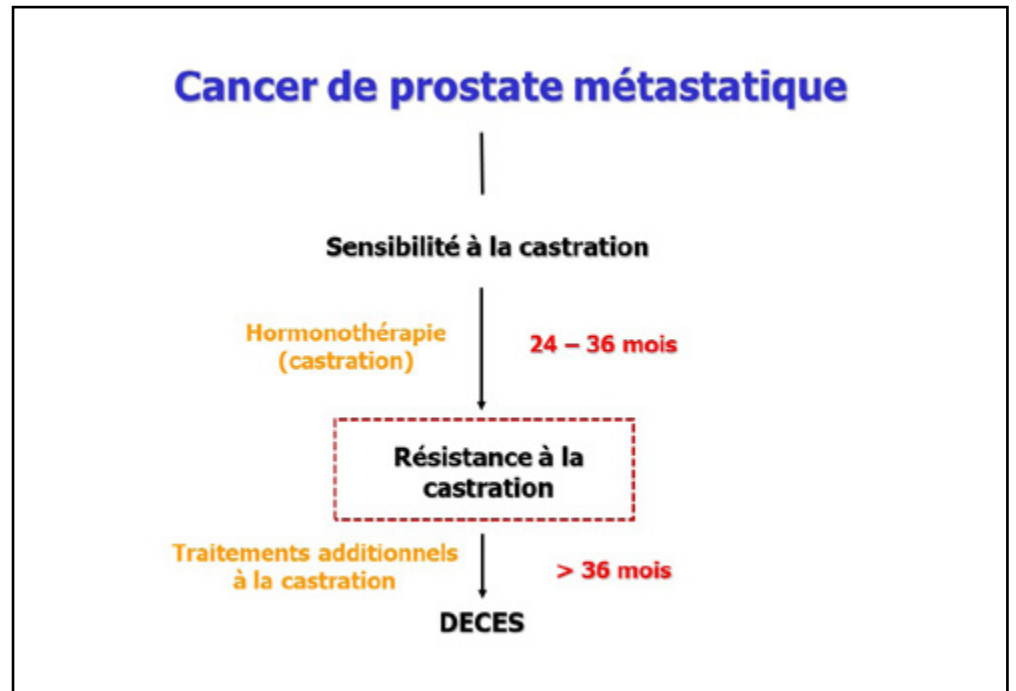 Cancer de prostate métastatique
Sensibilité à la castration
Hormonothérapie
(castration)
24 – 36 mois
Résistance à la
castration
Traitements additionnels
à la castration
> 36 mois
DECES